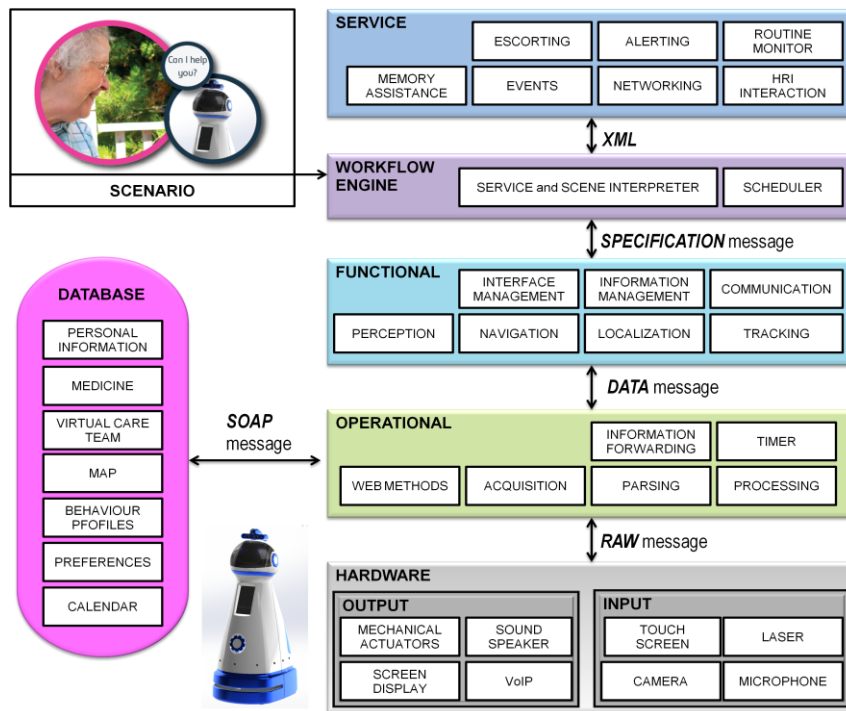 Can I help
you?
SCENARIO
SERVICE
ESCORTING
ALERTING
ROUTINE
MONITOR
MEMORY
ASSISTANCE
EVENTS
NETWORKING
HRI
INTERACTION
XML
WORKFLOW
ENGINE
SERVICE and SCENE INTERPRETER
SCHEDULER
SPECIFICATION message
FUNCTIONAL
INTERFACE
MANAGEMENT
INFORMATION
MANAGEMENT
COMMUNICATION
PERCEPTION
NAVIGATION
LOCALIZATION
TRACKING
DATA message
DATABASE
PERSONAL
INFORMATION
MEDICINE
VIRTUAL CARE
TEAM
MAP
BEHAVIOUR
PFOFILES
PREFERENCES
CALENDAR
SOAP
message
OPERATIONAL
INFORMATION
FORWARDING
TIMER
WEB METHODS
ACQUISITION
PARSING
PROCESSING
RAW message
HARDWARE
OUTPUT
MECHANICAL
ACTUATORS
SOUND
SPEAKER
SCREEN
DISPLAY
VoIP
INPUT
TOUCH
SCREEN
LASER
CAMERA
MICROPHONE